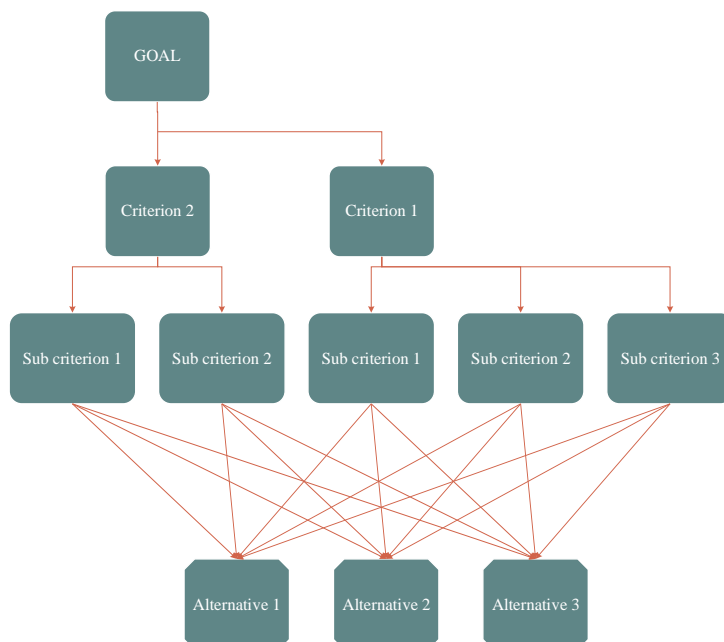 GOAL
Criterion 2
Criterion 1
Sub criterion 1
Sub criterion 2
Sub criterion 1
Sub criterion 2
Sub criterion 3
Alternative 1
Alternative 2
Alternative 3